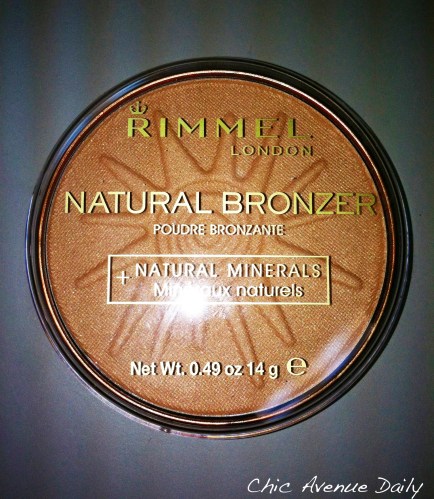 RIMMEL
LONDON
NATURAL BRONZER
POUDRE BRONZANTE
+ NATURAL MINERALS
Minéraux naturels
Net Wt. 0.49 oz 14 g ℮
Chic Avenue Daily